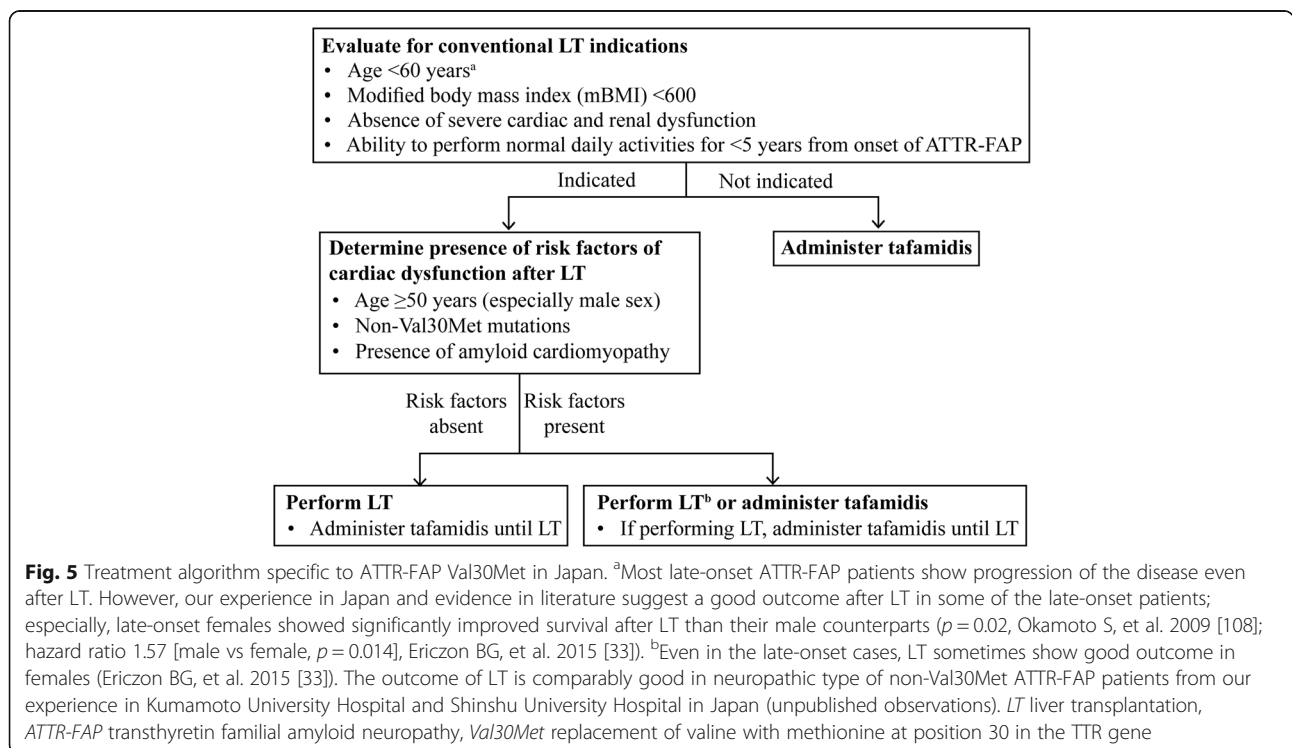 Evaluate for conventional LT indications
• Age <60 yearsᵃ
• Modified body mass index (mBMI) <600
• Absence of severe cardiac and renal dysfunction
• Ability to perform normal daily activities for <5 years from onset of ATTR-FAP
Indicated
Not indicated
Determine presence of risk factors of
cardiac dysfunction after LT
• Age ≥50 years (especially male sex)
• Non-Val30Met mutations
• Presence of amyloid cardiomyopathy
Administer tafamidis
Risk factors
absent
Risk factors
present
Perform LT
• Administer tafamidis until LT
Perform LTᵇ or administer tafamidis
• If performing LT, administer tafamidis until LT
Fig. 5 Treatment algorithm specific to ATTR-FAP Val30Met in Japan. ᵃMost late-onset ATTR-FAP patients show progression of the disease even
after LT. However, our experience in Japan and evidence in literature suggest a good outcome after LT in some of the late-onset patients;
especially, late-onset females showed significantly improved survival after LT than their male counterparts (p = 0.02, Okamoto S, et al. 2009 [108];
hazard ratio 1.57 [male vs female, p = 0.014], Ericzon BG, et al. 2015 [33]). ᵇEven in the late-onset cases, LT sometimes show good outcome in
females (Ericzon BG, et al. 2015 [33]). The outcome of LT is comparably good in neuropathic type of non-Val30Met ATTR-FAP patients from our
experience in Kumamoto University Hospital and Shinshu University Hospital in Japan (unpublished observations). LT liver transplantation,
ATTR-FAP transthyretin familial amyloid neuropathy, Val30Met replacement of valine with methionine at position 30 in the TTR gene